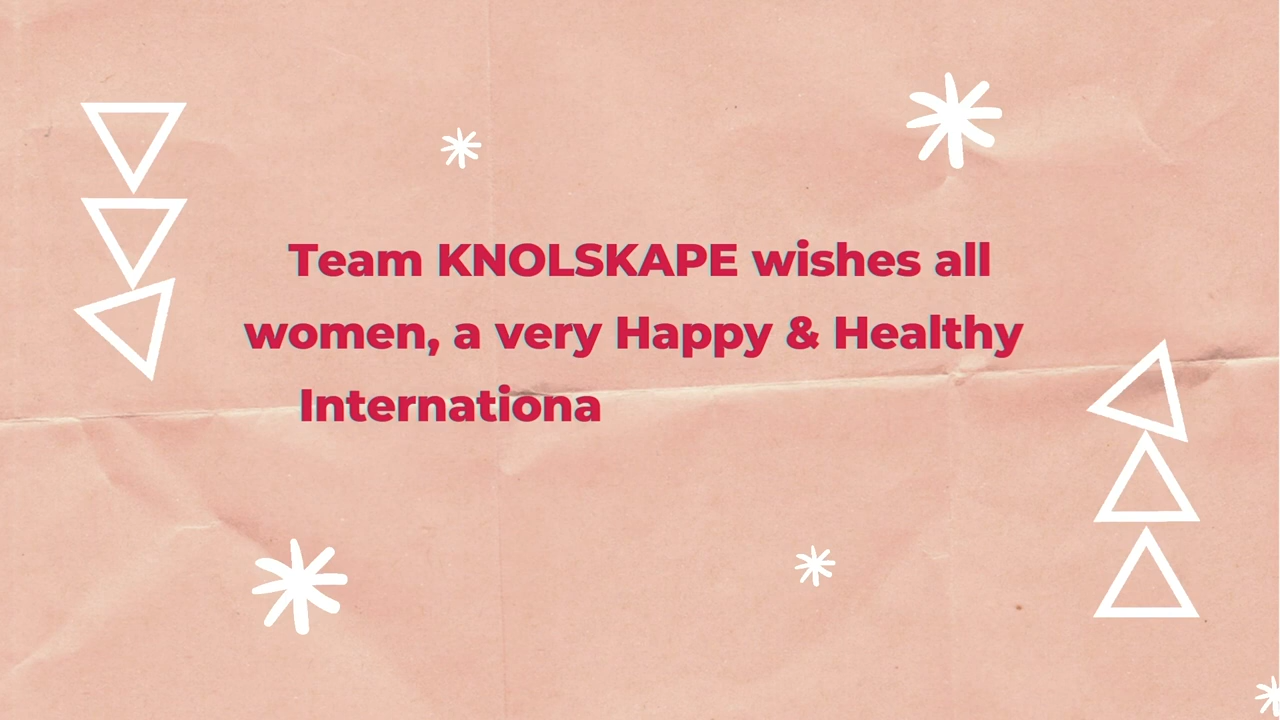 Team KNOLSKAPE wishes all
women, a very Happy & Healthy
Internationa